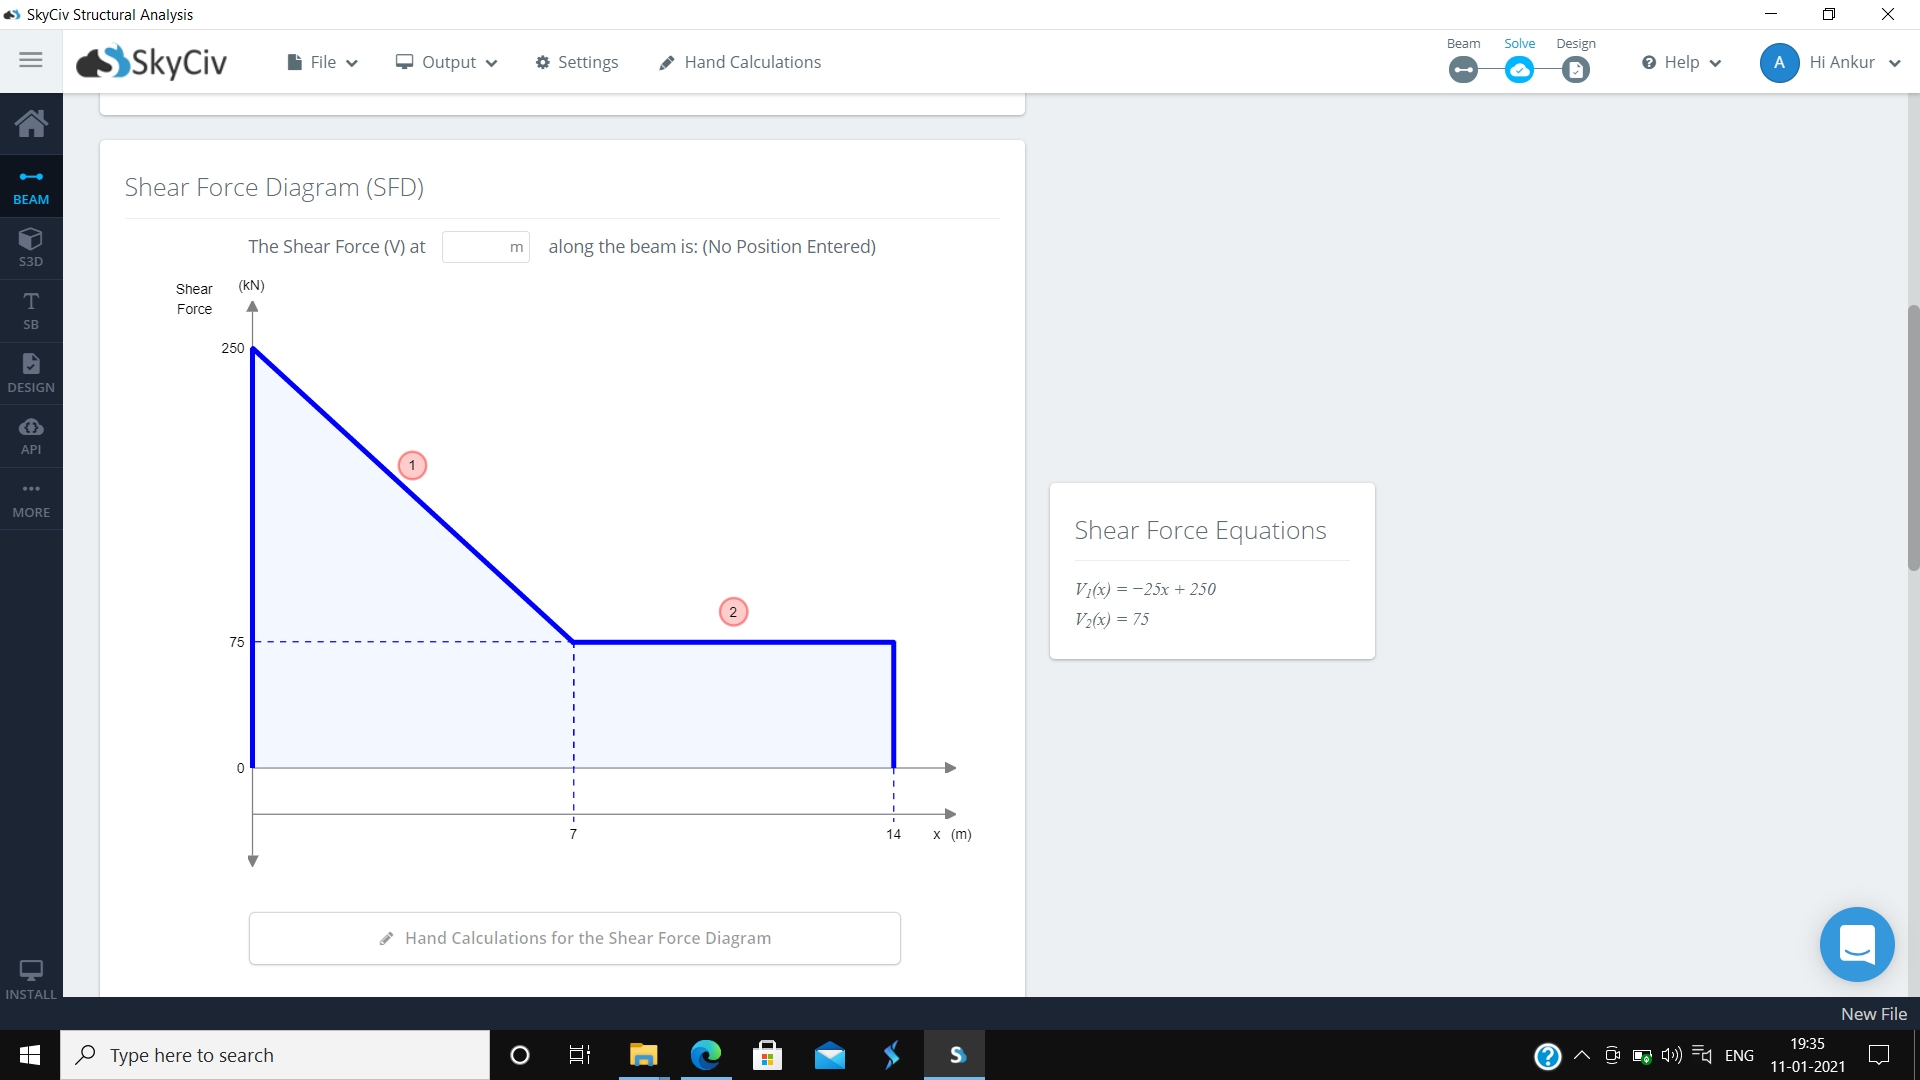 SkyCiv Structural Analysis
SkyCiv
File
Output
Settings
Hand Calculations
Beam
Solve
Design
Help
A
Hi Ankur
BEAM
S3D
T
SB
DESIGN
API
MORE
INSTALL
Shear Force Diagram (SFD)
The Shear Force (V) at m along the beam is: (No Position Entered)
Shear
Force
(kN)
250
75
0
1
2
7
14
x (m)
Hand Calculations for the Shear Force Diagram
Shear Force Equations
V₁(x) = −25x + 250
V₂(x) = 75
New File
Type here to search
S
ENG
19:35
11-01-2021